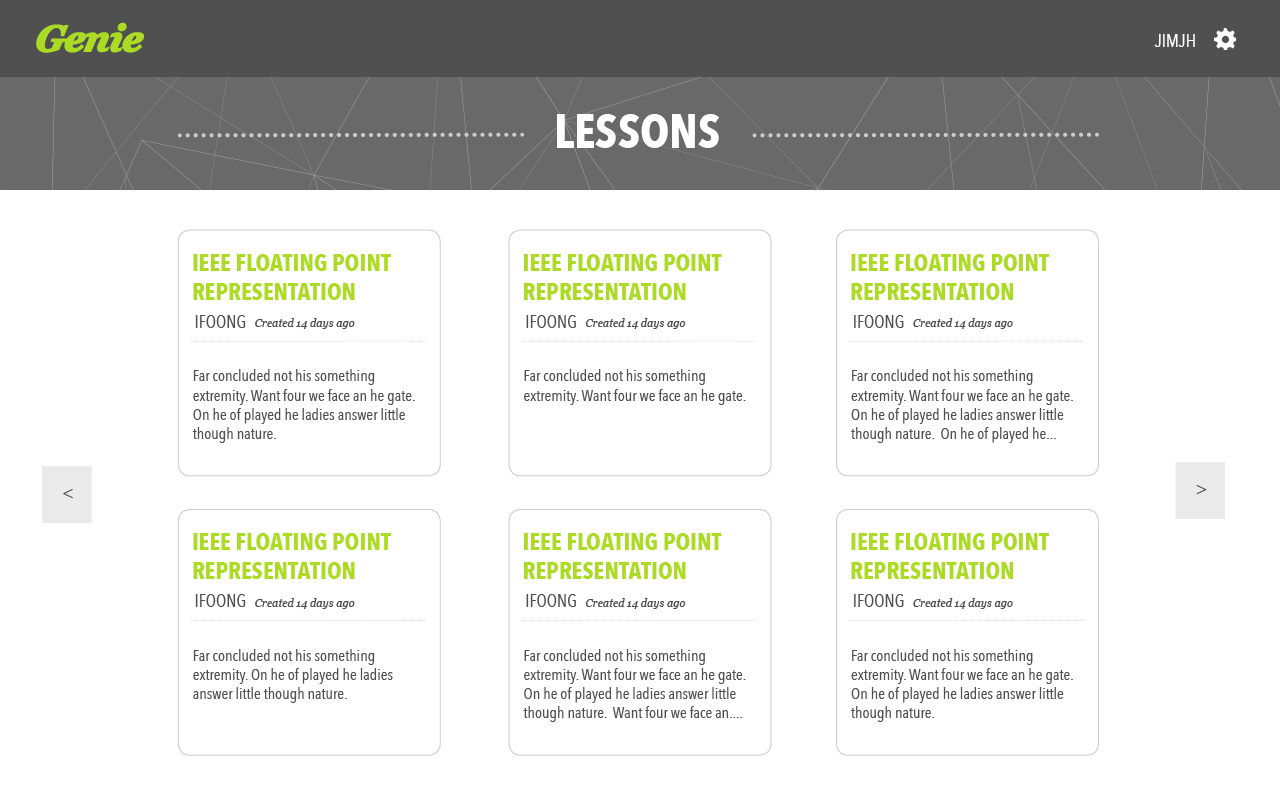 Genie
JIMJH
LESSONS
IEEE FLOATING POINT
REPRESENTATION
IFOONG Created 14 days ago
Far concluded not his something
extremity. Want four we face an he gate.
On he of played he ladies answer little
though nature.
IEEE FLOATING POINT
REPRESENTATION
IFOONG Created 14 days ago
Far concluded not his something
extremity. Want four we face an he gate.
IEEE FLOATING POINT
REPRESENTATION
IFOONG Created 14 days ago
Far concluded not his something
extremity. Want four we face an he gate.
On he of played he ladies answer little
though nature.  On he of played he...
<
>
IEEE FLOATING POINT
REPRESENTATION
IFOONG Created 14 days ago
Far concluded not his something
extremity. On he of played he ladies
answer little though nature.
IEEE FLOATING POINT
REPRESENTATION
IFOONG Created 14 days ago
Far concluded not his something
extremity. Want four we face an he gate.
On he of played he ladies answer little
though nature.  Want four we face an....
IEEE FLOATING POINT
REPRESENTATION
IFOONG Created 14 days ago
Far concluded not his something
extremity. Want four we face an he gate.
On he of played he ladies answer little
though nature.